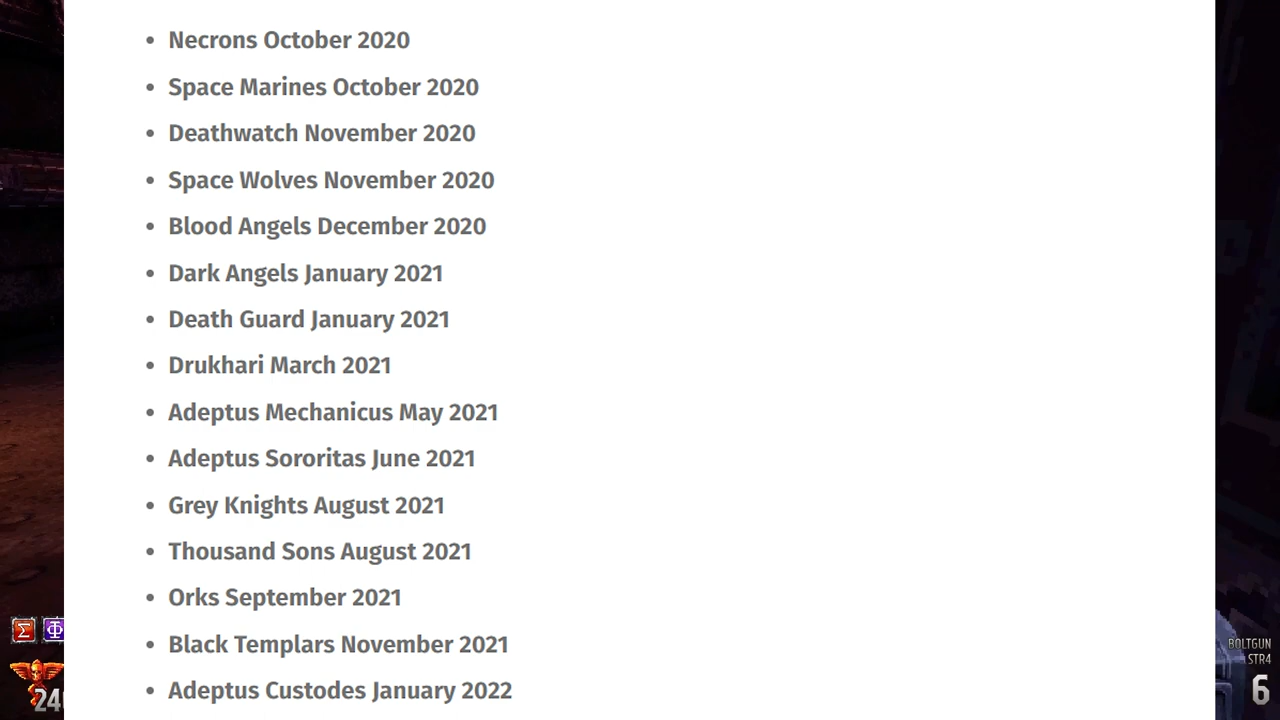 Necrons October 2020
Space Marines October 2020
Deathwatch November 2020
Space Wolves November 2020
Blood Angels December 2020
Dark Angels January 2021
Death Guard January 2021
Drukhari March 2021
Adeptus Mechanicus May 2021
Adeptus Sororitas June 2021
Grey Knights August 2021
Thousand Sons August 2021
Orks September 2021
Black Templars November 2021
Adeptus Custodes January 2022
Σ Φ
BOLTGUN
STR4
6